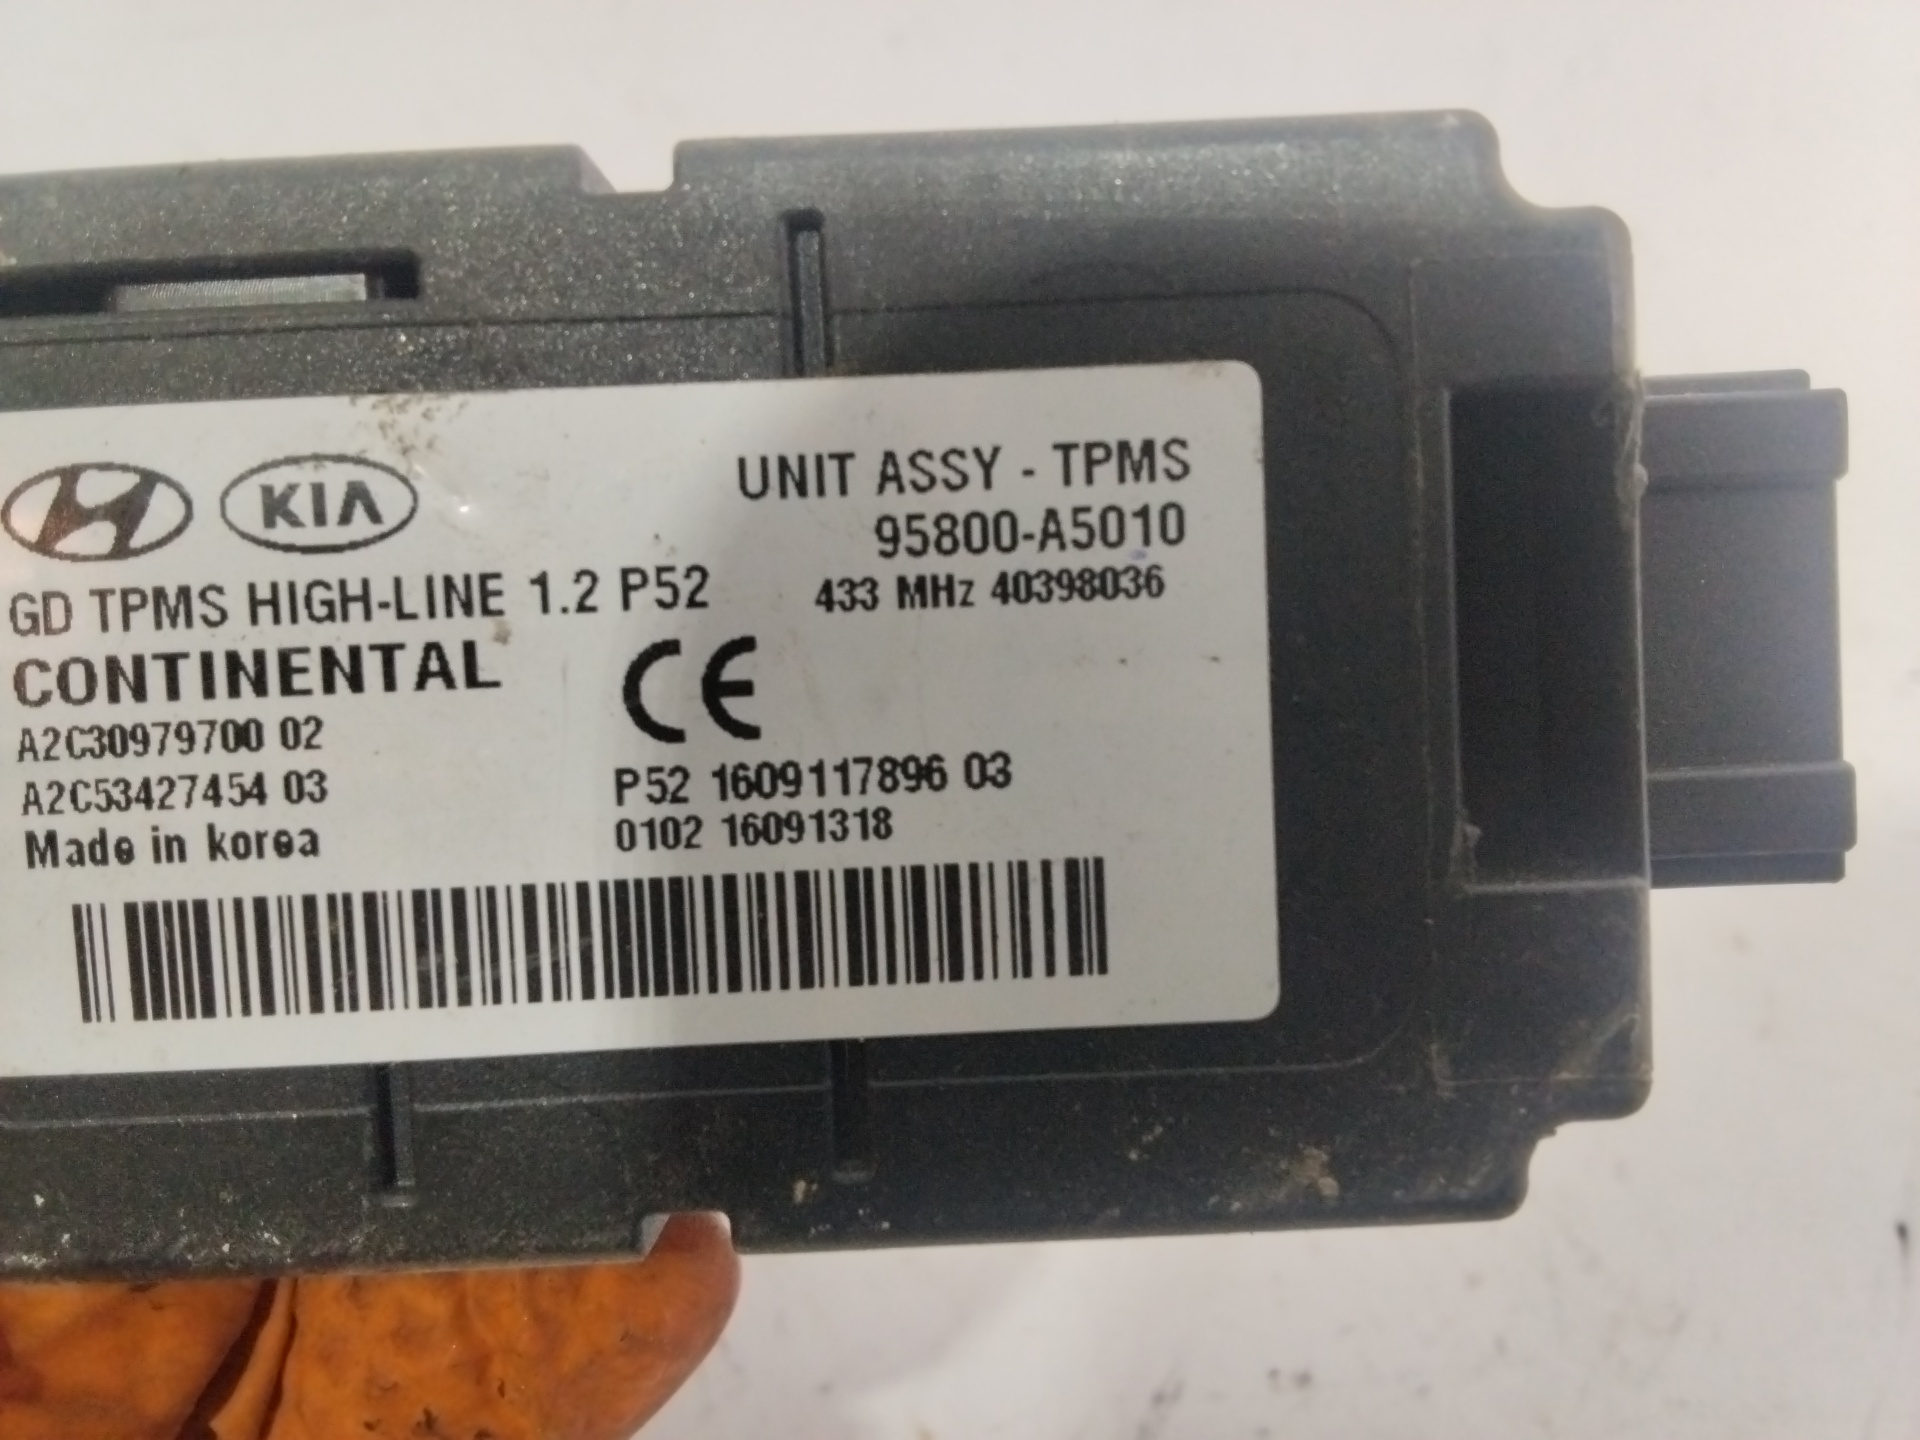 KIA
UNIT ASSY - TPMS
95800-A5010
GD TPMS HIGH-LINE 1.2 P52
433 MHz 40398036
CONTINENTAL
CE
A2C30979700 02
A2C53427454 03
P52 1609117896 03
Made in korea
0102 16091318